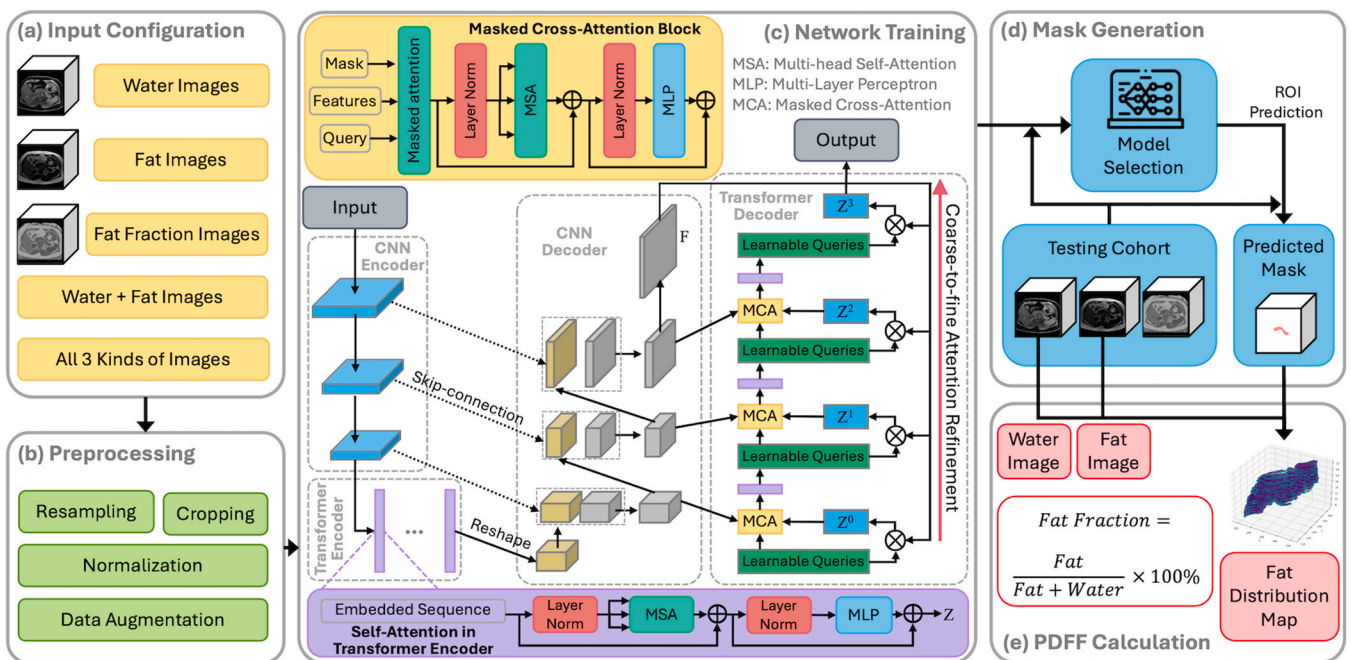 (a) Input Configuration
Water Images
Fat Images
Fat Fraction Images
Water + Fat Images
All 3 Kinds of Images
(b) Preprocessing
Resampling
Cropping
Normalization
Data Augmentation
Masked Cross-Attention Block
Mask
Features
Query
Masked attention
Layer Norm
MSA
Layer Norm
MLP
(c) Network Training
MSA: Multi-head Self-Attention
MLP: Multi-Layer Perceptron
MCA: Masked Cross-Attention
Output
Input
CNN
Encoder
Skip-connection
Transformer
Encoder
...
Reshape
CNN
Decoder
F
Transformer
Decoder
Z3
Learnable Queries
MCA
Z2
Learnable Queries
MCA
Z1
Learnable Queries
MCA
Z0
Learnable Queries
Coarse-to-fine Attention Refinement
Embedded Sequence
Layer
Norm
MSA
Layer
Norm
MLP
Z
Self-Attention in
Transformer Encoder
(d) Mask Generation
Model
Selection
ROI
Prediction
Testing Cohort
Predicted
Mask
Water
Image
Fat
Image
Fat Fraction =
Fat
Fat + Water
× 100%
Fat
Distribution
Map
(e) PDFF Calculation